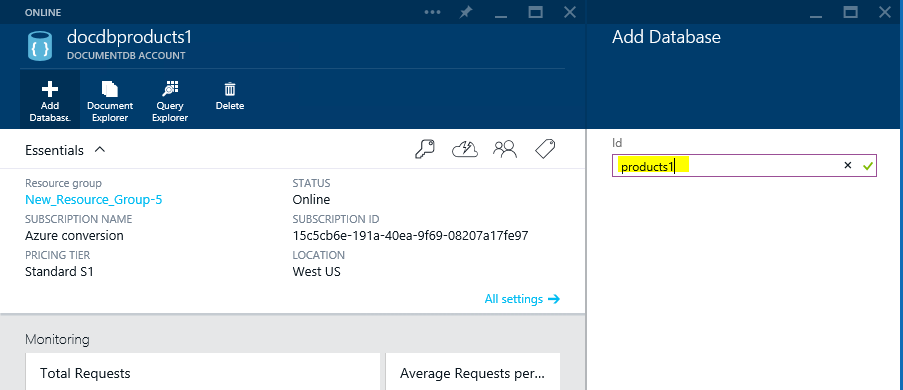 ONLINE
docdbproducts1
DOCUMENTDB ACCOUNT
Add Database
Document Explorer
Query Explorer
Delete
Essentials
Resource group
New_Resource_Group-5
STATUS
Online
SUBSCRIPTION NAME
Azure conversion
SUBSCRIPTION ID
15c5cb6e-191a-40ea-9f69-08207a17fe97
PRICING TIER
Standard S1
LOCATION
West US
All settings
Monitoring
Total Requests
Average Requests per...
Add Database
Id
products1